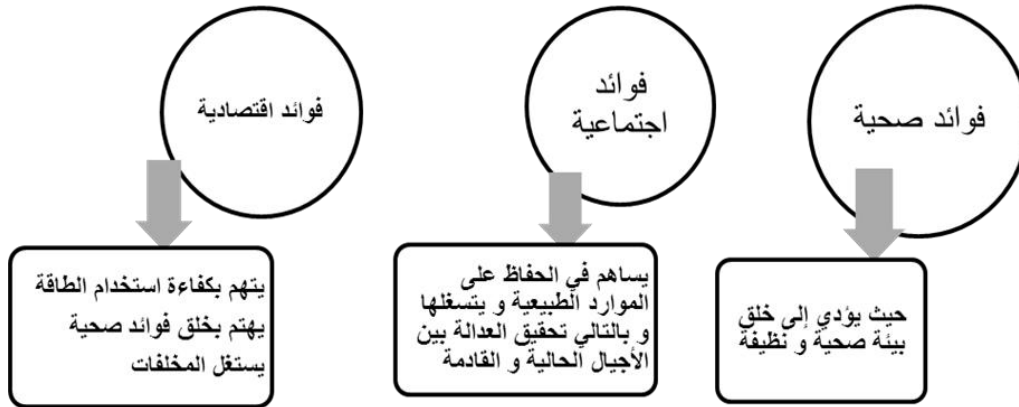 فوائد صحية
فوائد
اجتماعية
فوائد اقتصادية
حيث يؤدي إلى خلق
بيئة صحية و نظيفة
يساهم في الحفاظ على
الموارد الطبيعية و يتسغلها
و بالتالي تحقيق العدالة بين
الأجيال الحالية و القادمة
يتهم بكفاءة استخدام الطاقة
يهتم بخلق فوائد صحية
يستغل المخلفات